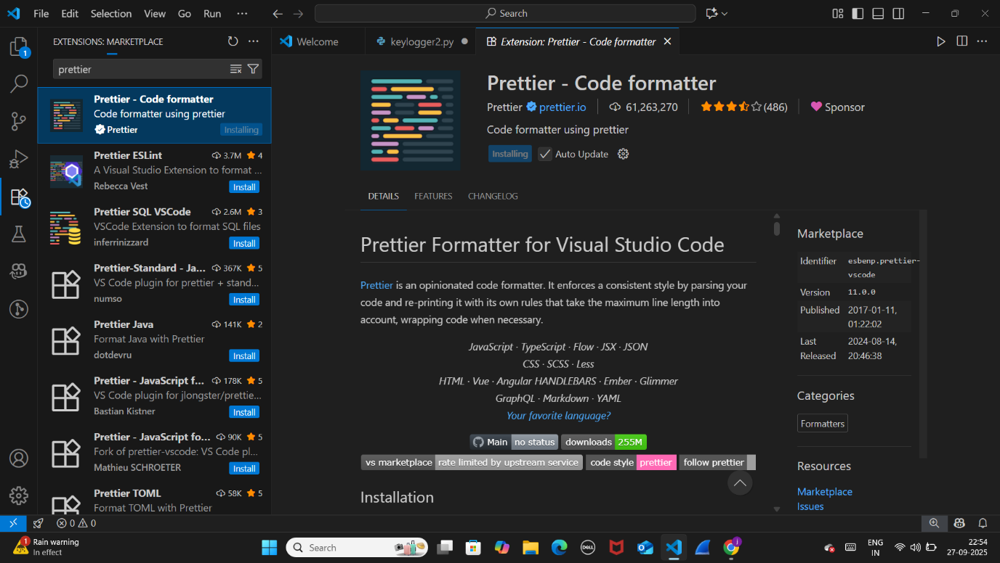 File Edit Selection View Go Run ···
Search
EXTENSIONS: MARKETPLACE
1
prettier
Prettier - Code formatter
Code formatter using prettier
Prettier
Installing
Prettier ESLint 3.7M 4
A Visual Studio Extension to format ...
Rebecca Vest
Install
Prettier SQL VSCode 2.6M 3
VSCode Extension to format SQL files
inferrinizzard
Install
Prettier-Standard - Ja... 367K 5
VS Code plugin for prettier + stand...
numso
Install
Prettier Java 141K 2
Format Java with Prettier
dotdevru
Install
Prettier - JavaScript f... 178K 5
VS Code plugin for jlongster/prettie...
Bastian Kistner
Install
Prettier - JavaScript fo... 90K 5
Fork of prettier-vscode: VS Code pl...
Mathieu SCHROETER
Install
Prettier TOML 58K 5
Format TOML with Prettier
Welcome
keylogger2.py
Extension: Prettier - Code formatter
Prettier - Code formatter
Prettier prettier.io 61,263,270 (486) Sponsor
Code formatter using prettier
Installing Auto Update
DETAILS FEATURES CHANGELOG
Prettier Formatter for Visual Studio Code
Prettier is an opinionated code formatter. It enforces a consistent style by parsing your
code and re-printing it with its own rules that take the maximum line length into
account, wrapping code when necessary.
JavaScript · TypeScript · Flow · JSX · JSON
CSS · SCSS · Less
HTML · Vue · Angular HANDLEBARS · Ember · Glimmer
GraphQL · Markdown · YAML
Your favorite language?
Main no status downloads 255M
vs marketplace rate limited by upstream service code style prettier follow prettier
Installation
Marketplace
Identifier esbenp.prettier-
vscode
Version 11.0.0
Published 2017-01-11,
01:22:02
Last 2024-08-14,
Released 20:46:38
Categories
Formatters
Resources
Marketplace
Issues
0 0
1
Rain warning
In effect
Search
DELL
i
ENG
IN
22:54
27-09-2025